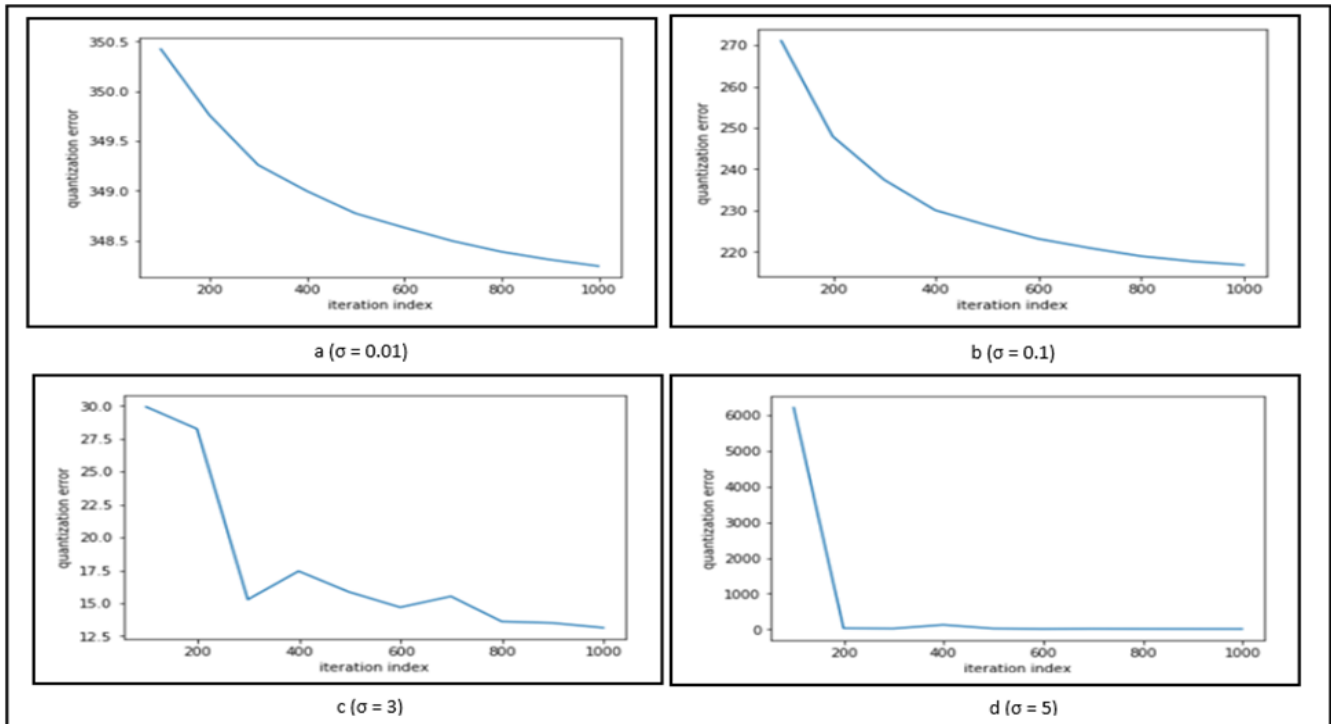 350.5
350.0
349.5
349.0
348.5
quantization error
200 400 600 800 1000
iteration index
a (σ = 0.01)
270
260
250
240
230
220
quantization error
200 400 600 800 1000
iteration index
b (σ = 0.1)
30.0
27.5
25.0
22.5
20.0
17.5
15.0
12.5
quantization error
200 400 600 800 1000
iteration index
c (σ = 3)
6000
5000
4000
3000
2000
1000
0
quantization error
200 400 600 800 1000
iteration index
d (σ = 5)